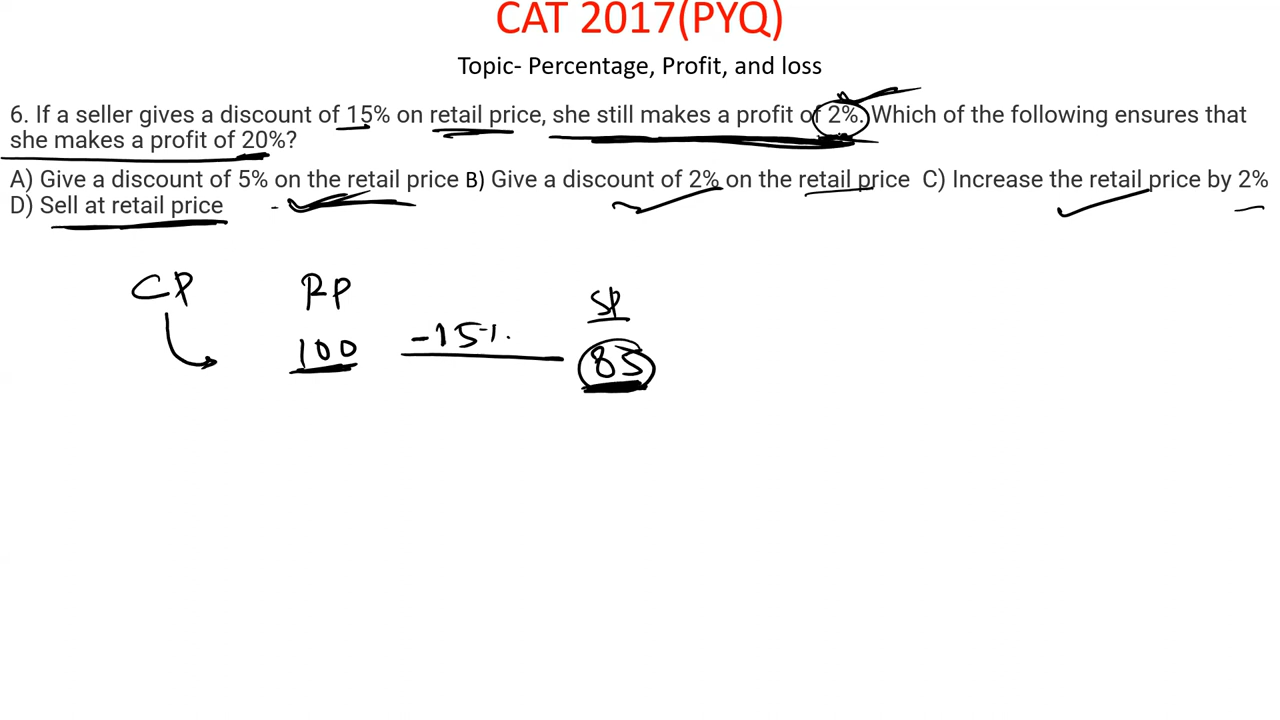 CAT 2017(PYQ)
Topic- Percentage, Profit, and loss
6. If a seller gives a discount of 15% on retail price, she still makes a profit of 2%. Which of the following ensures that
she makes a profit of 20%?
A) Give a discount of 5% on the retail price B) Give a discount of 2% on the retail price C) Increase the retail price by 2%
D) Sell at retail price
CP RP SP
100 -15% 85